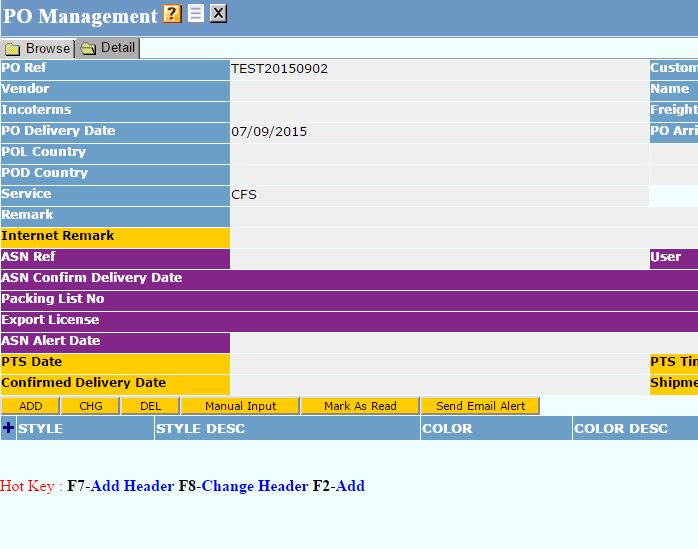 PO Management ?
Browse Detail
PO Ref TEST20150902 Custom
Vendor Name
Incoterms Freight
PO Delivery Date 07/09/2015 PO Arri
POL Country
POD Country
Service CFS
Remark
Internet Remark
ASN Ref User
ASN Confirm Delivery Date
Packing List No
Export License
ASN Alert Date
PTS Date PTS Tim
Confirmed Delivery Date Shipme
ADD CHG DEL Manual Input Mark As Read Send Email Alert
STYLE STYLE DESC COLOR COLOR DESC
Hot Key : F7-Add Header F8-Change Header F2-Add